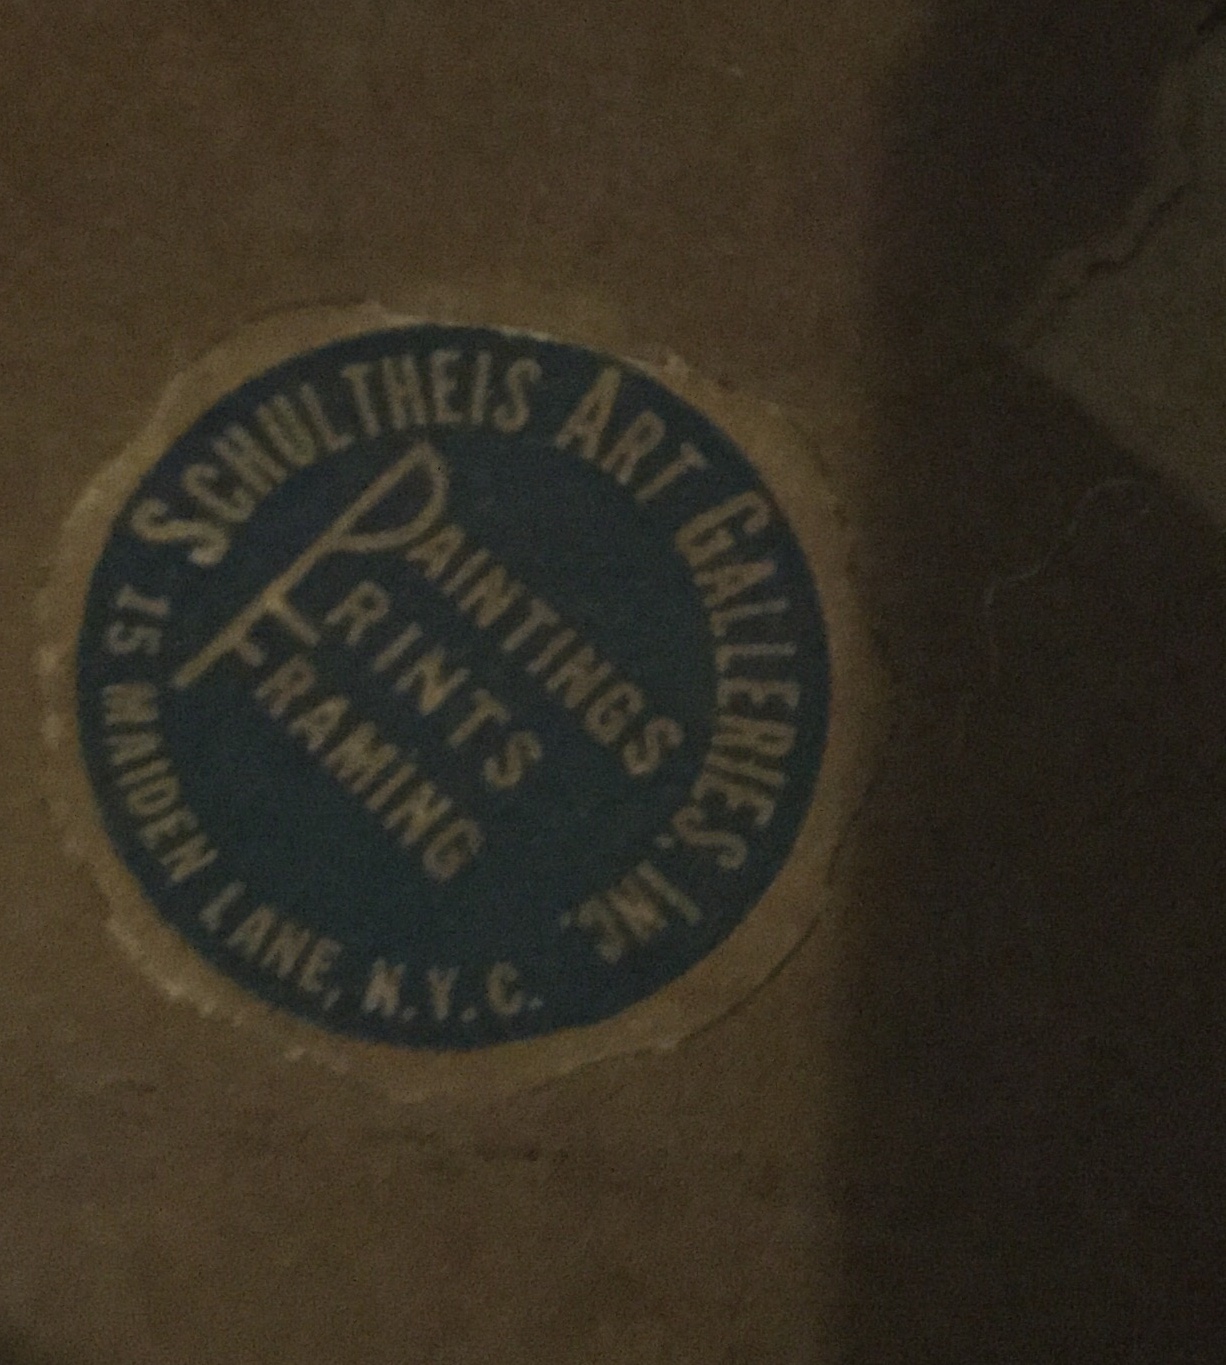 SCHULTHEIS ART GALLERIES, INC.
PAINTINGS
PRINTS
FRAMING
15 MAIDEN LANE, N.Y.C.